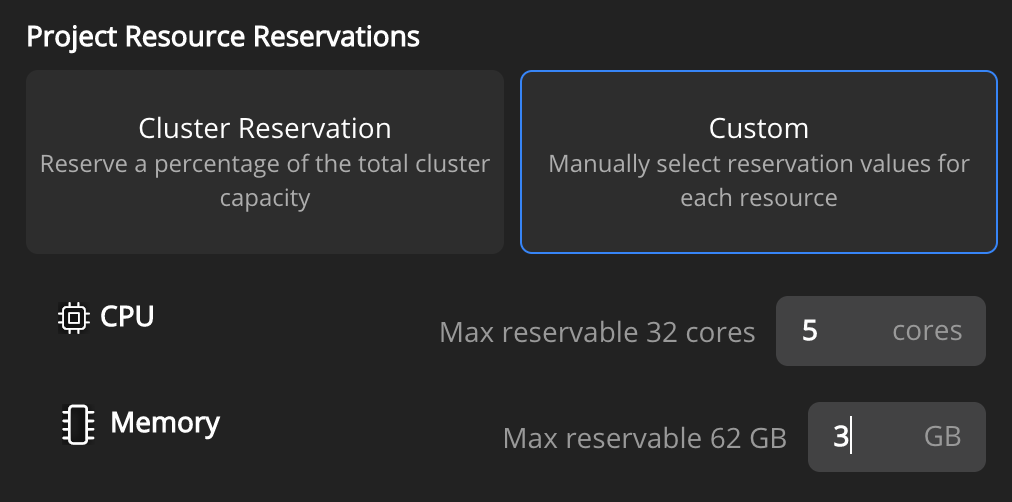 Project Resource Reservations
Cluster Reservation
Reserve a percentage of the total cluster
capacity
Custom
Manually select reservation values for
each resource
CPU
Max reservable 32 cores
5 cores
Memory
Max reservable 62 GB
3 GB